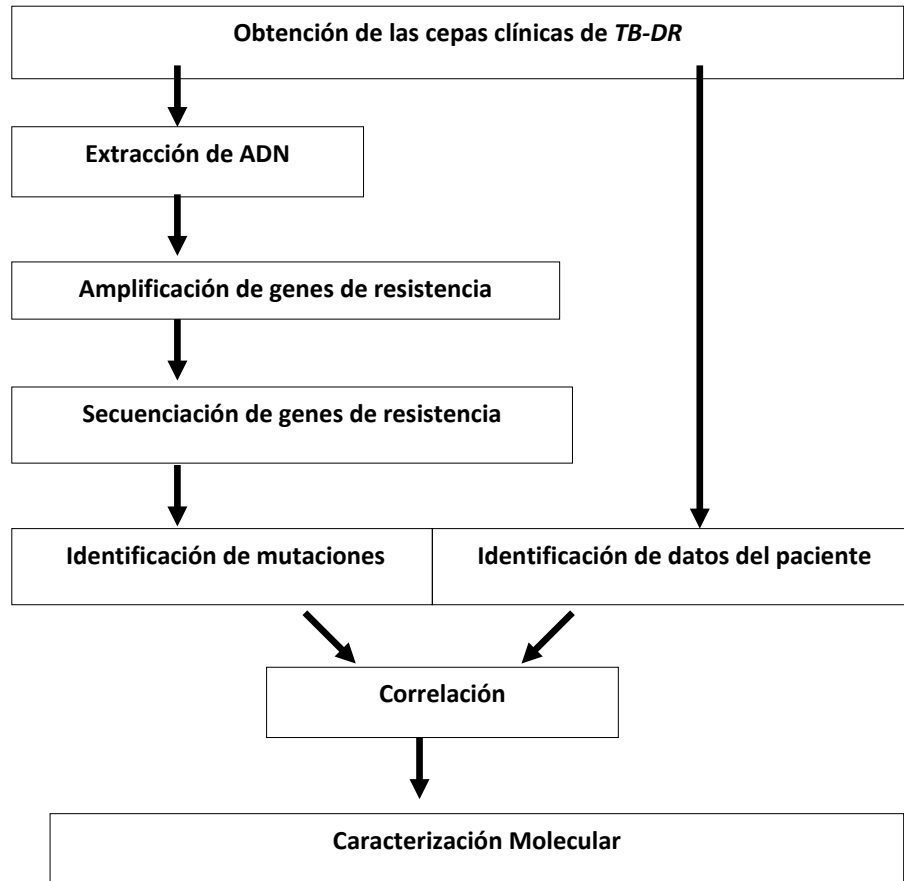 Obtención de las cepas clínicas de TB-DR
Extracción de ADN
Amplificación de genes de resistencia
Secuenciación de genes de resistencia
Identificación de mutaciones
Identificación de datos del paciente
Correlación
Caracterización Molecular